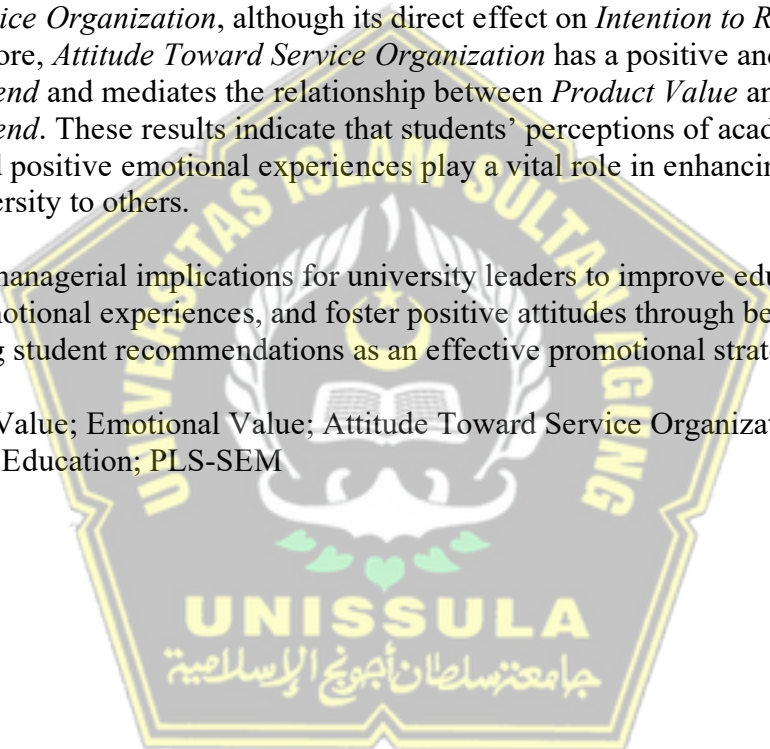 ice Organization, although its direct effect on Intention to R
ore, Attitude Toward Service Organization has a positive and
end and mediates the relationship between Product Value an
end. These results indicate that students’ perceptions of acad
l positive emotional experiences play a vital role in enhancin
ersity to others.
managerial implications for university leaders to improve edu
otional experiences, and foster positive attitudes through be
g student recommendations as an effective promotional strat
Value; Emotional Value; Attitude Toward Service Organizat
Education; PLS-SEM
UNIVERSITAS ISLAM SULTAN AGUNG
UNISSULA
جامعة سلطان أجونج الإسلامية